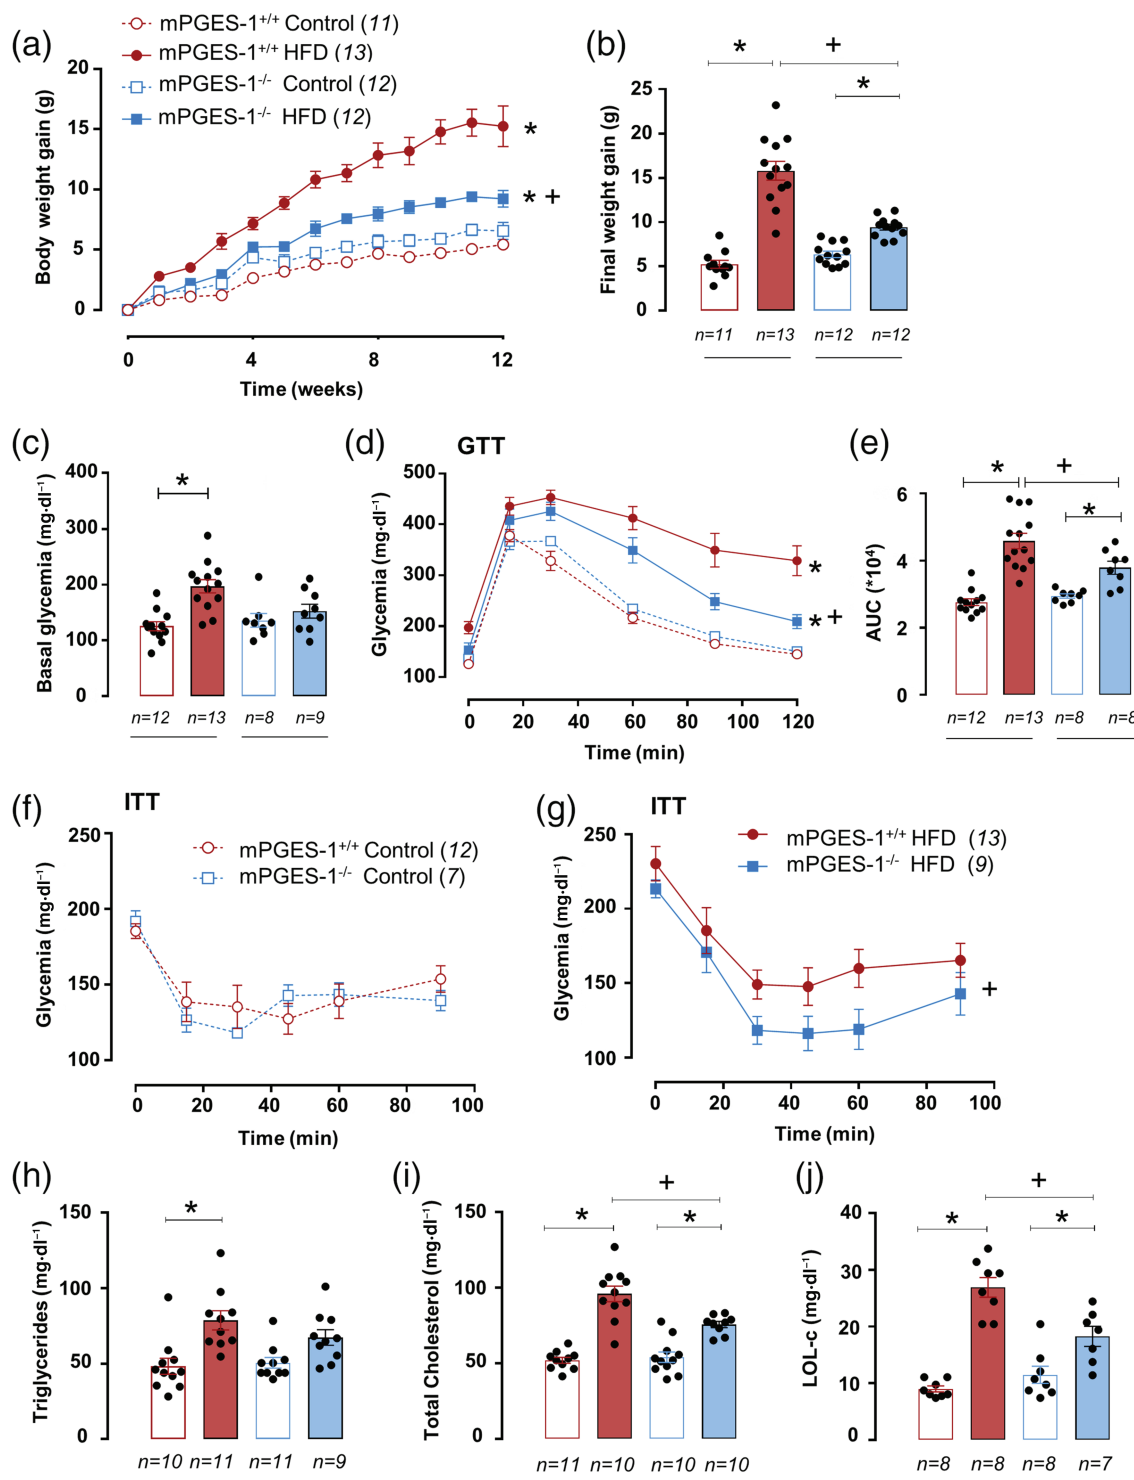 (a)
mPGES-1+/+ Control (11)
mPGES-1+/+ HFD (13)
mPGES-1-/- Control (12)
mPGES-1-/- HFD (12)
Body weight gain (g)
20
15
10
5
0
* 
* +
0 4 8 12
Time (weeks)
(b)
* +
*
Final weight gain (g)
25
20
15
10
5
0
n=11 n=13 n=12 n=12
(c)
Basal glycemia (mg·dl−1)
400
300
200
100
0
*
n=12 n=13 n=8 n=9
(d)
GTT
Glycemia (mg·dl−1)
500
400
300
200
100
*
* +
0 20 40 60 80 100 120
Time (min)
(e)
* +
*
AUC (*10⁴)
6
4
2
0
n=12 n=13 n=8 n=8
(f)
ITT
mPGES-1+/+ Control (12)
mPGES-1-/- Control (7)
Glycemia (mg·dl−1)
250
200
150
100
0 20 40 60 80 100
Time (min)
(g)
ITT
mPGES-1+/+ HFD (13)
mPGES-1-/- HFD (9)
Glycemia (mg·dl−1)
250
200
150
100
+
0 20 40 60 80 100
Time (min)
(h)
Triglycerides (mg·dl−1)
150
100
50
0
*
n=10 n=11 n=11 n=9
(i)
+
* *
Total Cholesterol (mg·dl−1)
150
100
50
0
n=11 n=10 n=10 n=10
(j)
+
* *
LOL-c (mg·dl−1)
40
30
20
10
0
n=8 n=8 n=8 n=7